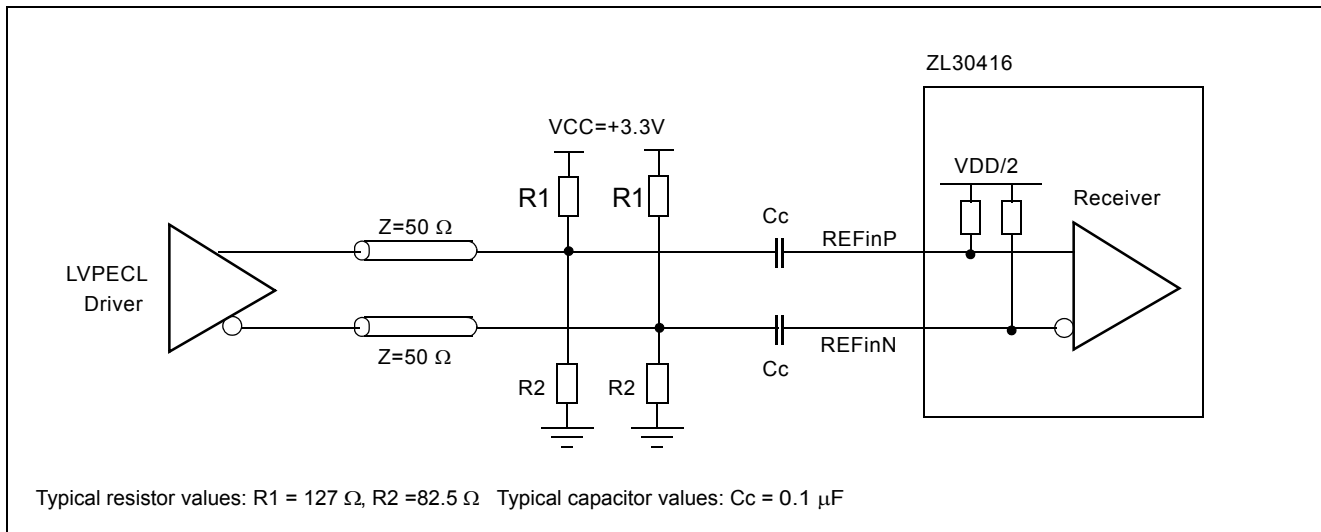 ZL30416
VCC=+3.3V
VDD/2
R1
R1
Receiver
Cc
Z=50 Ω
REFinP
LVPECL
Driver
REFinN
Z=50 Ω
Cc
R2
R2
Typical resistor values: R1 = 127 Ω, R2 =82.5 Ω Typical capacitor values: Cc = 0.1 µF